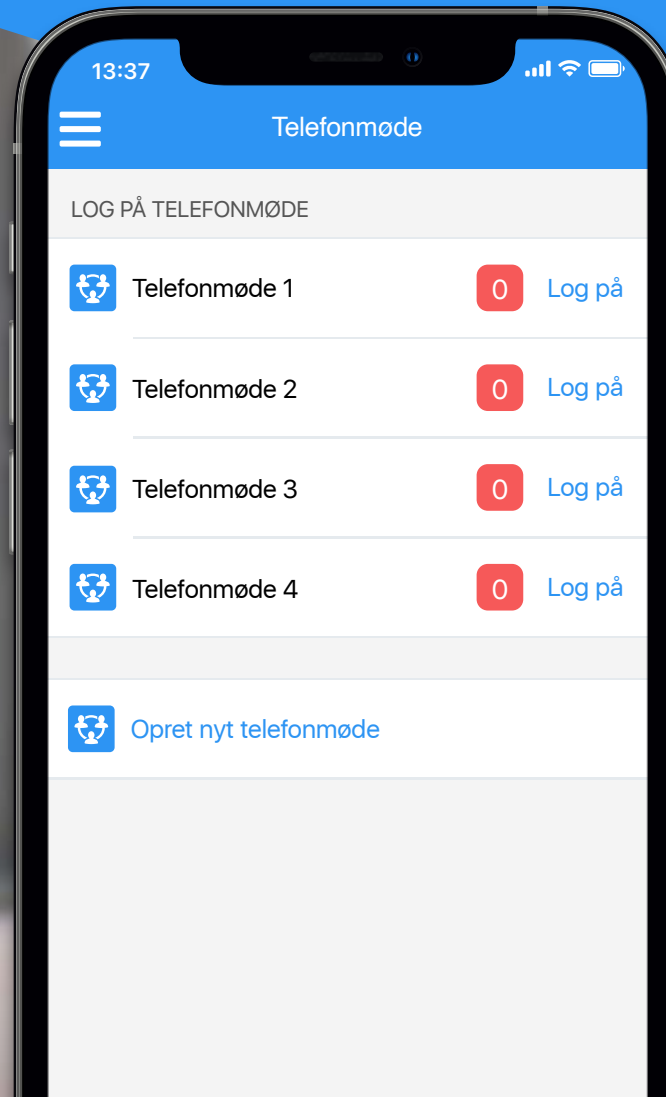 13:37
Telefonmøde
LOG PÅ TELEFONMØDE
Telefonmøde 1 0 Log på
Telefonmøde 2 0 Log på
Telefonmøde 3 0 Log på
Telefonmøde 4 0 Log på
Opret nyt telefonmøde